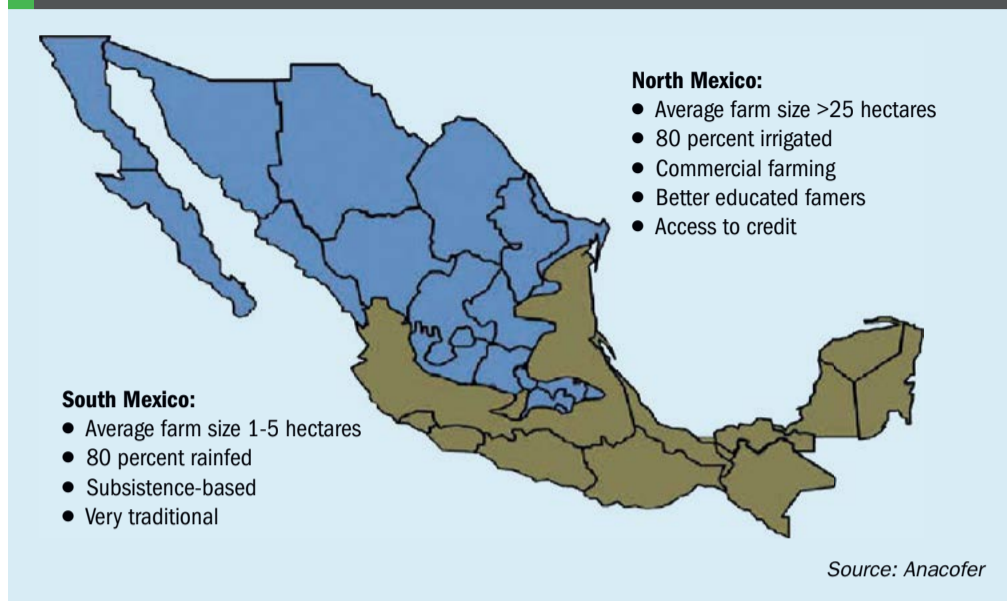 North Mexico:
● Average farm size >25 hectares
● 80 percent irrigated
● Commercial farming
● Better educated famers
● Access to credit
South Mexico:
● Average farm size 1-5 hectares
● 80 percent rainfed
● Subsistence-based
● Very traditional
Source: Anacofer